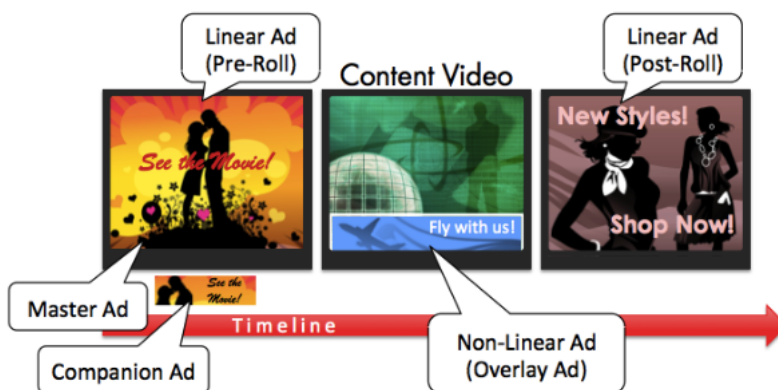 Linear Ad
(Pre-Roll)
Content Video
Linear Ad
(Post-Roll)
See the Movie!
Fly with us!
New Styles!
Shop Now!
Master Ad
See the
Movie!
Timeline
Companion Ad
Non-Linear Ad
(Overlay Ad)